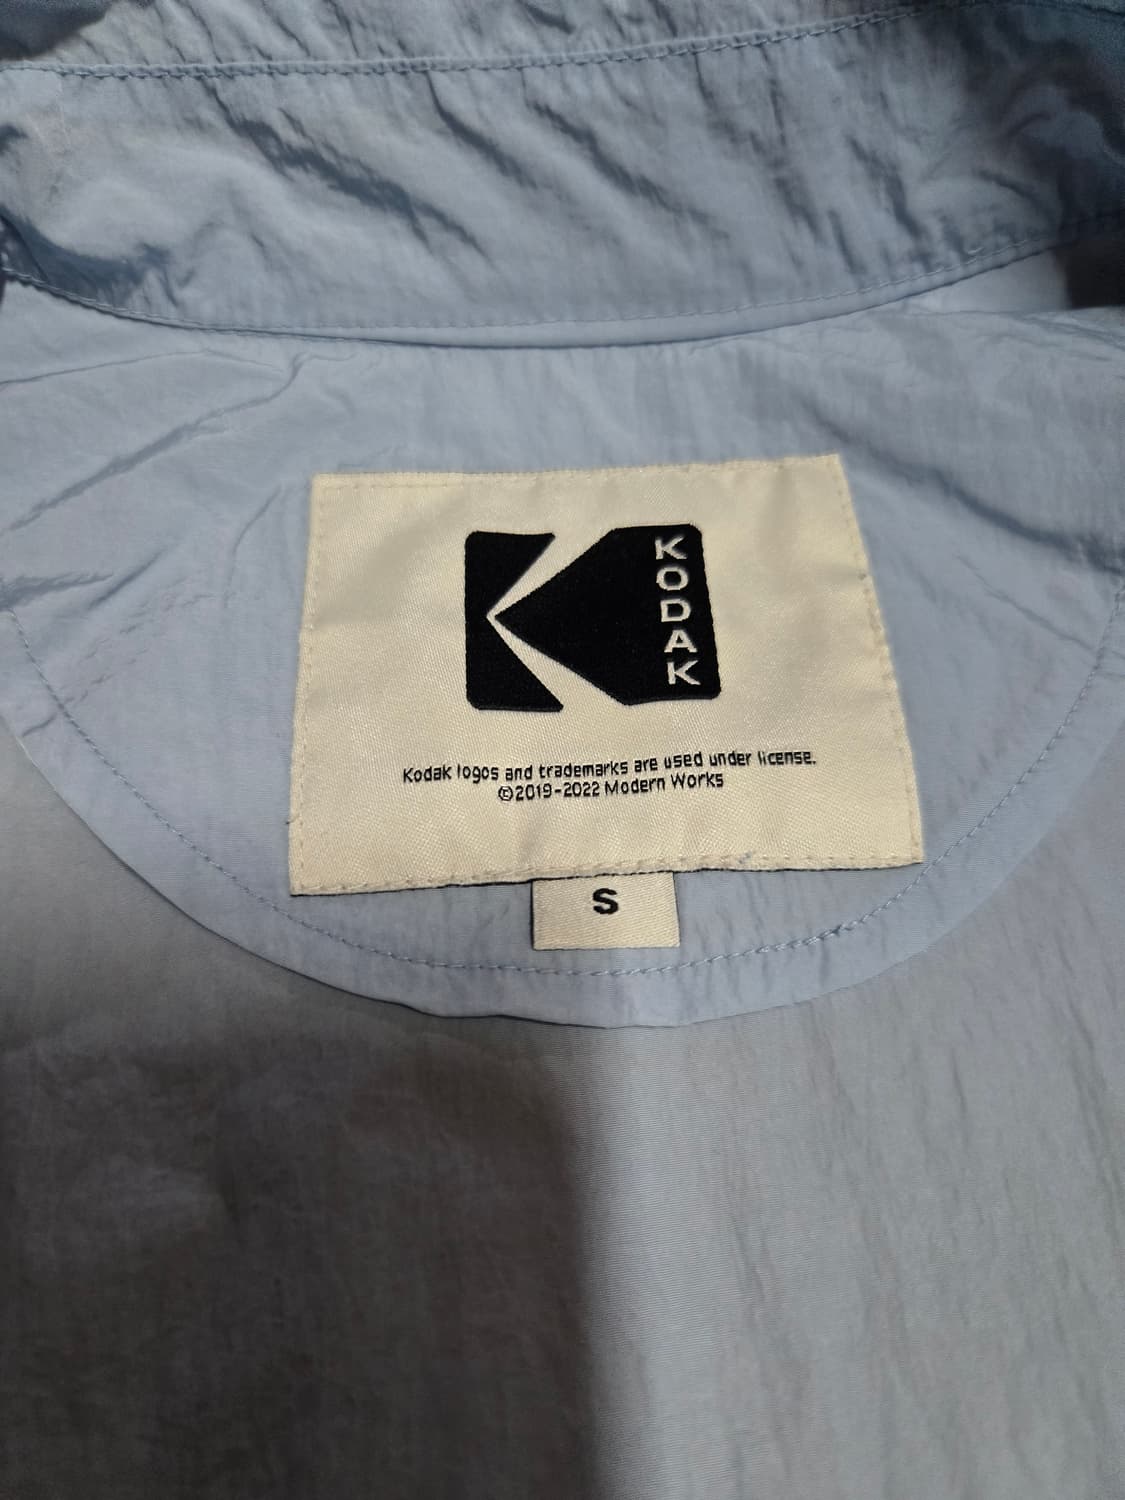 KODAK
Kodak logos and trademarks are used under license.
©2019-2022 Modern Works
S